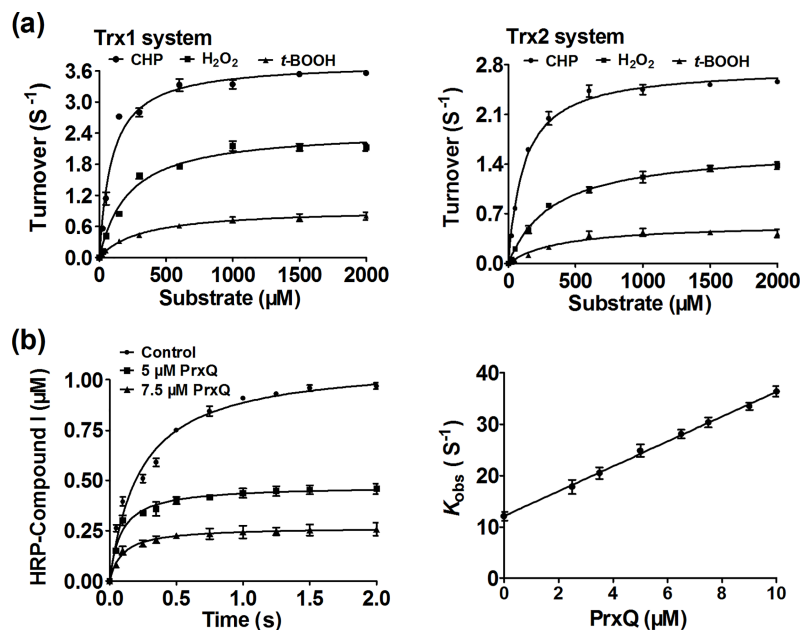 (a)
Trx1 system
CHP H₂O₂ t-BOOH
Turnover (S⁻¹)
3.6
3.0
2.4
1.8
1.2
0.6
0.0
0 500 1000 1500 2000
Substrate (µM)
Trx2 system
CHP H₂O₂ t-BOOH
Turnover (S⁻¹)
2.8
2.1
1.4
0.7
0.0
0 500 1000 1500 2000
Substrate (µM)
(b)
Control
5 µM PrxQ
7.5 µM PrxQ
HRP-Compound I (µM)
1.00
0.75
0.50
0.25
0.00
0.0 0.5 1.0 1.5 2.0
Time (s)
Kobs ( S⁻¹)
40
30
20
10
0
0 2 4 6 8 10
PrxQ (µM)